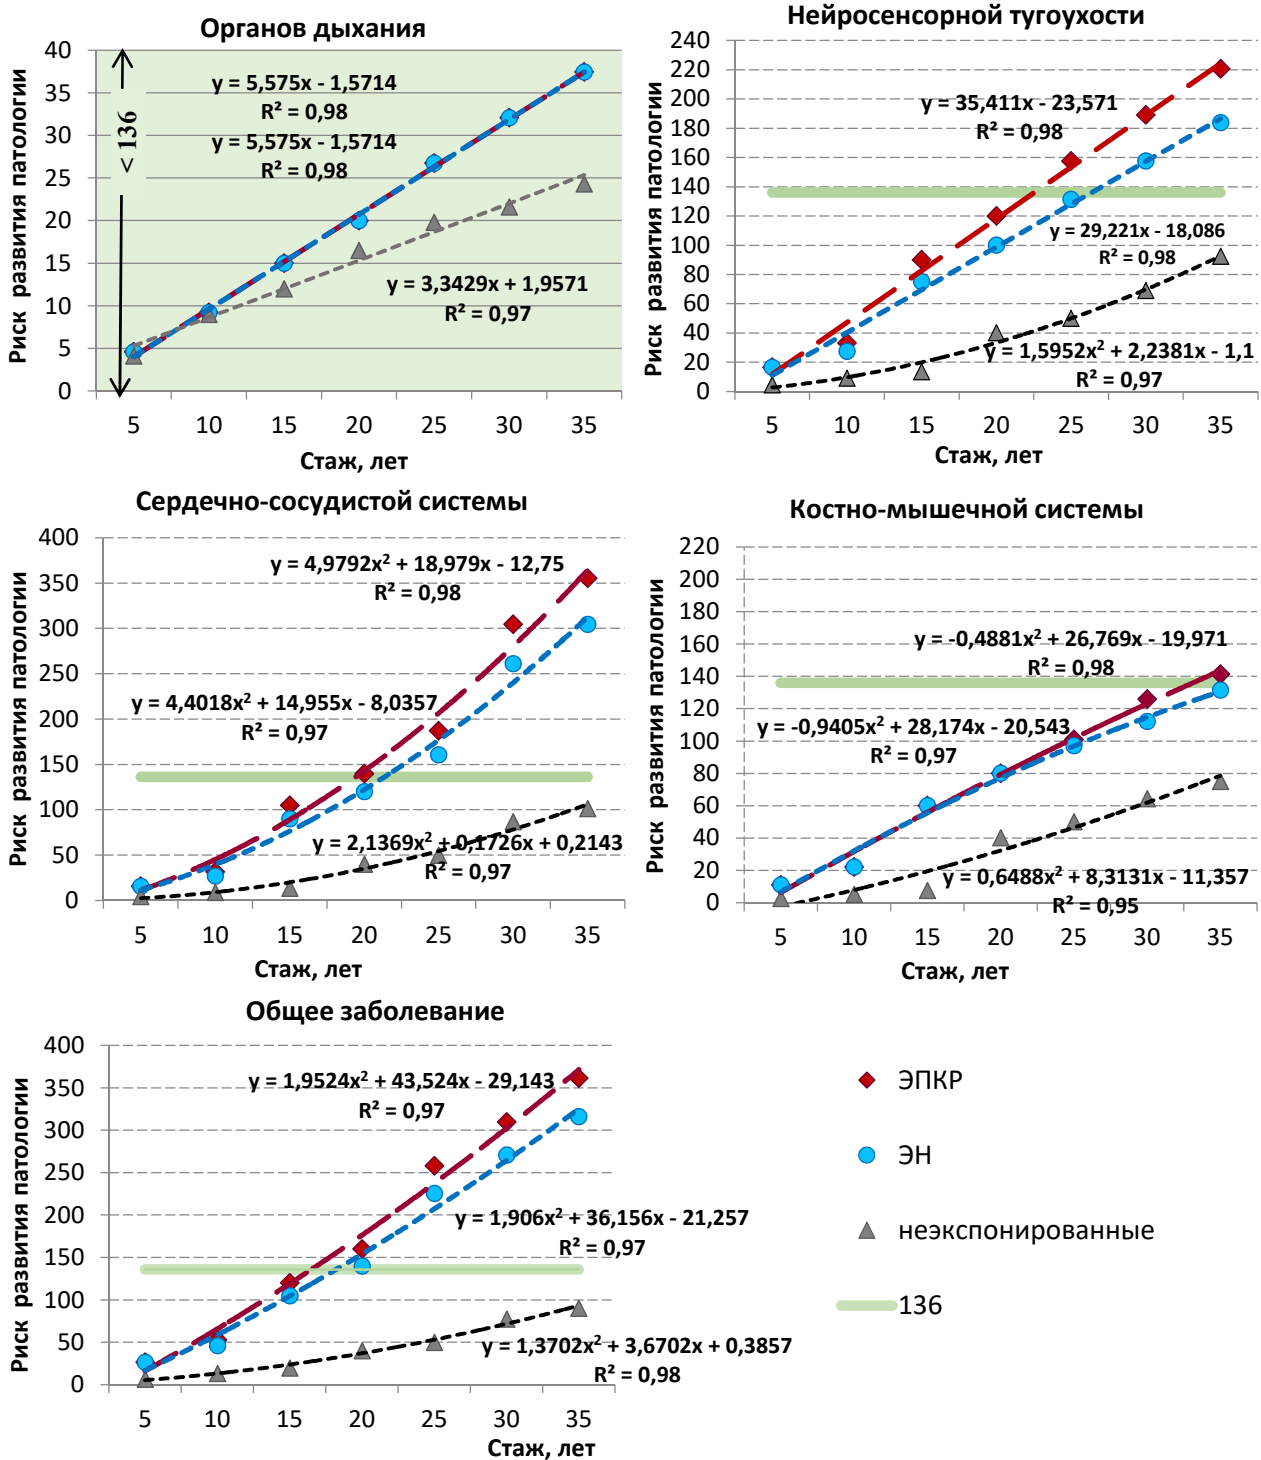 Органов дыхания
Риск развития патологии
40
35
30
25
20
15
10
5
0
< 136
y = 5,575x - 1,5714
R² = 0,98
y = 5,575x - 1,5714
R² = 0,98
y = 3,3429x + 1,9571
R² = 0,97
5 10 15 20 25 30 35
Стаж, лет
Нейросенсорной тугоухости
Риск развития патологии
240
220
200
180
160
140
120
100
80
60
40
20
0
y = 35,411x - 23,571
R² = 0,98
y = 29,221x - 18,086
R² = 0,98
y = 1,5952x² + 2,2381x - 1,1
R² = 0,97
5 10 15 20 25 30 35
Стаж, лет
Сердечно-сосудистой системы
Риск развития патологии
400
350
300
250
200
150
100
50
0
y = 4,9792x² + 18,979x - 12,75
R² = 0,98
y = 4,4018x² + 14,955x - 8,0357
R² = 0,97
y = 2,1369x² + 0,1726x + 0,2143
R² = 0,97
5 10 15 20 25 30 35
Стаж, лет
Костно-мышечной системы
Риск развития патологии
220
200
180
160
140
120
100
80
60
40
20
0
y = -0,4881x² + 26,769x - 19,971
R² = 0,98
y = -0,9405x² + 28,174x - 20,543
R² = 0,97
y = 0,6488x² + 8,3131x - 11,357
R² = 0,95
5 10 15 20 25 30 35
Стаж, лет
Общее заболевание
Риск развития патологии
400
350
300
250
200
150
100
50
0
y = 1,9524x² + 43,524x - 29,143
R² = 0,97
y = 1,906x² + 36,156x - 21,257
R² = 0,97
y = 1,3702x² + 3,6702x + 0,3857
R² = 0,98
5 10 15 20 25 30 35
Стаж, лет
ЭПКР
ЭН
неэкспонированные
136